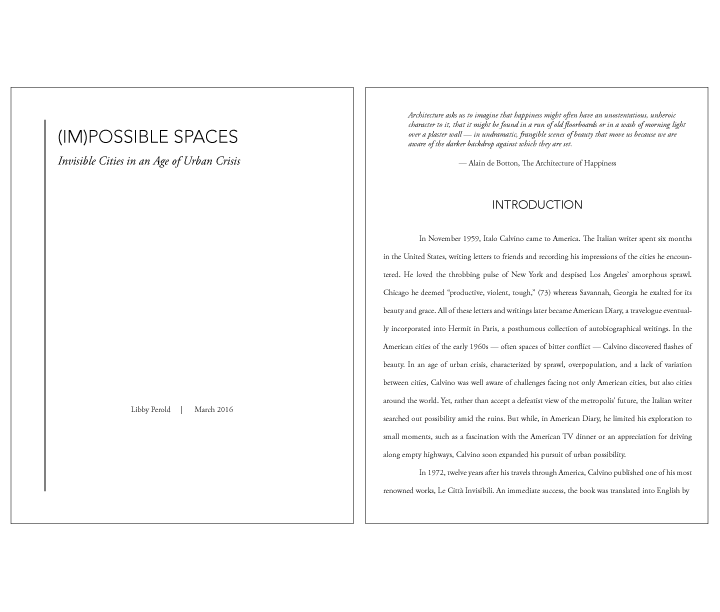 (IM)POSSIBLE SPACES
Invisible Cities in an Age of Urban Crisis
Libby Perold | March 2016
Architecture asks us to imagine that happiness might often have an unostentatious, unheroic
character to it, that it might be found in a run of old floorboards or in a wash of morning light
over a plaster wall — in undramatic, frangible scenes of beauty that move us because we are
aware of the darker backdrop against which they are set.
— Alain de Botton, The Architecture of Happiness
INTRODUCTION
In November 1959, Italo Calvino came to America. The Italian writer spent six months
in the United States, writing letters to friends and recording his impressions of the cities he encoun-
tered. He loved the throbbing pulse of New York and despised Los Angeles' amorphous sprawl.
Chicago he deemed "productive, violent, tough," (73) whereas Savannah, Georgia he exalted for its
beauty and grace. All of these letters and writings later became American Diary, a travelogue eventual-
ly incorporated into Hermit in Paris, a posthumous collection of autobiographical writings. In the
American cities of the early 1960s — often spaces of bitter conflict — Calvino discovered flashes of
beauty. In an age of urban crisis, characterized by sprawl, overpopulation, and a lack of variation
between cities, Calvino was well aware of challenges facing not only American cities, but also cities
around the world. Yet, rather than accept a defeatist view of the metropolis' future, the Italian writer
searched out possibility amid the ruins. But while, in American Diary, he limited his exploration to
small moments, such as a fascination with the American TV dinner or an appreciation for driving
along empty highways, Calvino soon expanded his pursuit of urban possibility.
In 1972, twelve years after his travels through America, Calvino published one of his most
renowned works, Le Città Invisibili. An immediate success, the book was translated into English by